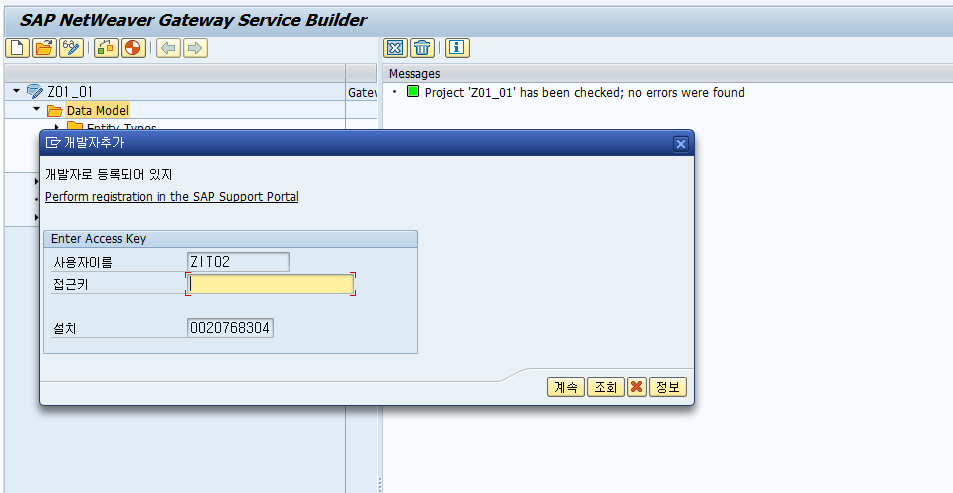 SAP NetWeaver Gateway Service Builder
Z01_01
Gatew
Data Model
Entity Types
Messages
Project 'Z01_01' has been checked; no errors were found
개발자추가
개발자로 등록되어 있지
Perform registration in the SAP Support Portal
Enter Access Key
사용자이름 ZIT02
접근키
설치 0020768304
계속 조회 정보